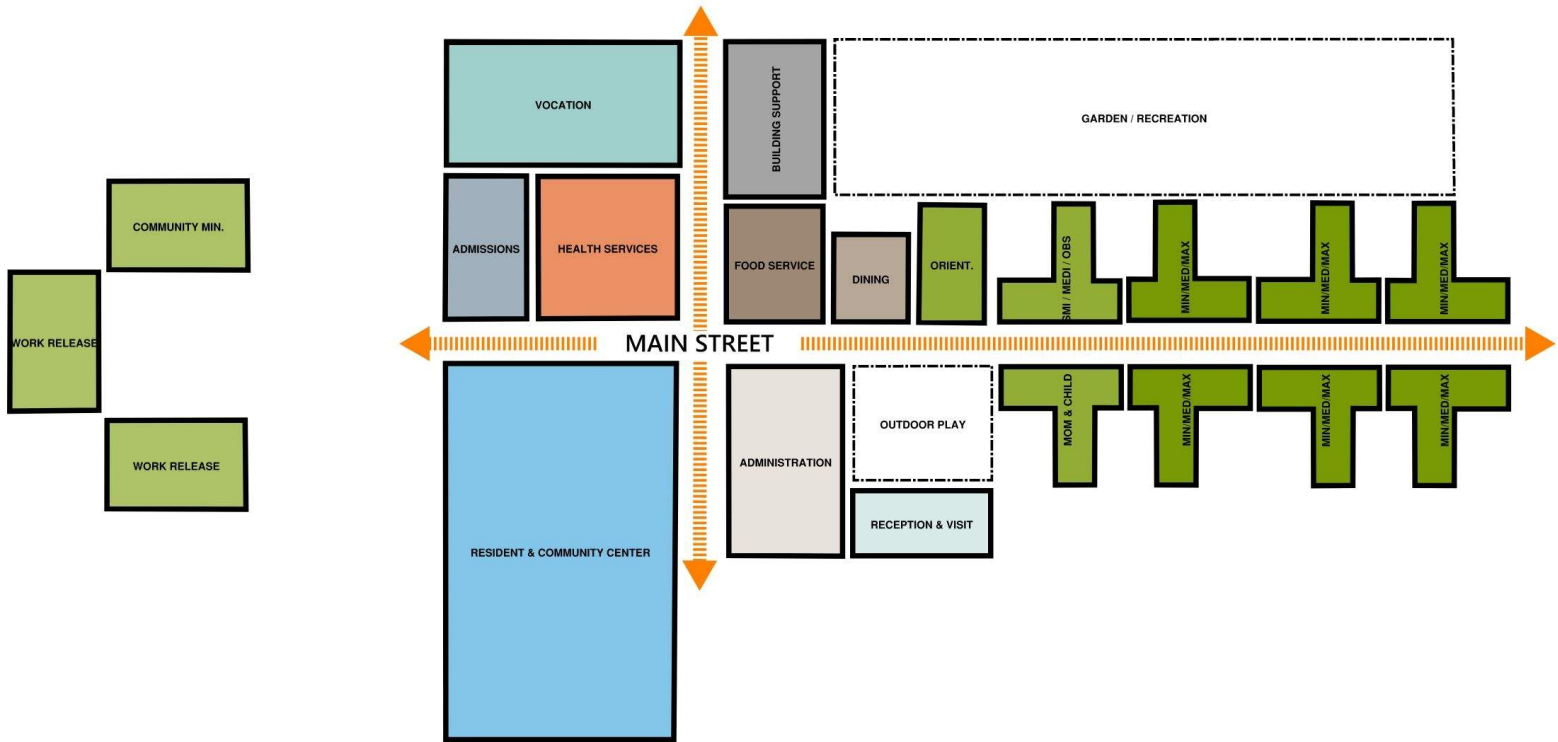 VOCATION
BUILDING SUPPORT
GARDEN / RECREATION
COMMUNITY MIN.
ADMISSIONS
HEALTH SERVICES
FOOD SERVICE
DINING
ORIENT.
SMI / MEDI / OBS
MIN/MED/MAX
MIN/MED/MAX
MIN/MED/MAX
WORK RELEASE
MAIN STREET
WORK RELEASE
RESIDENT & COMMUNITY CENTER
ADMINISTRATION
OUTDOOR PLAY
RECEPTION & VISIT
MOM & CHILD
MIN/MED/MAX
MIN/MED/MAX
MIN/MED/MAX